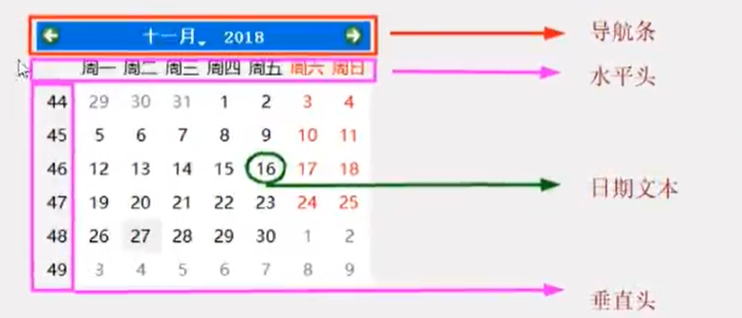 十一月 2018
导航条
周一 周二 周三 周四 周五 周六 周日
水平头
44 29 30 31 1 2 3 4
45 5 6 7 8 9 10 11
46 12 13 14 15 16 17 18
日期文本
47 19 20 21 22 23 24 25
48 26 27 28 29 30 1 2
49 3 4 5 6 7 8 9
垂直头